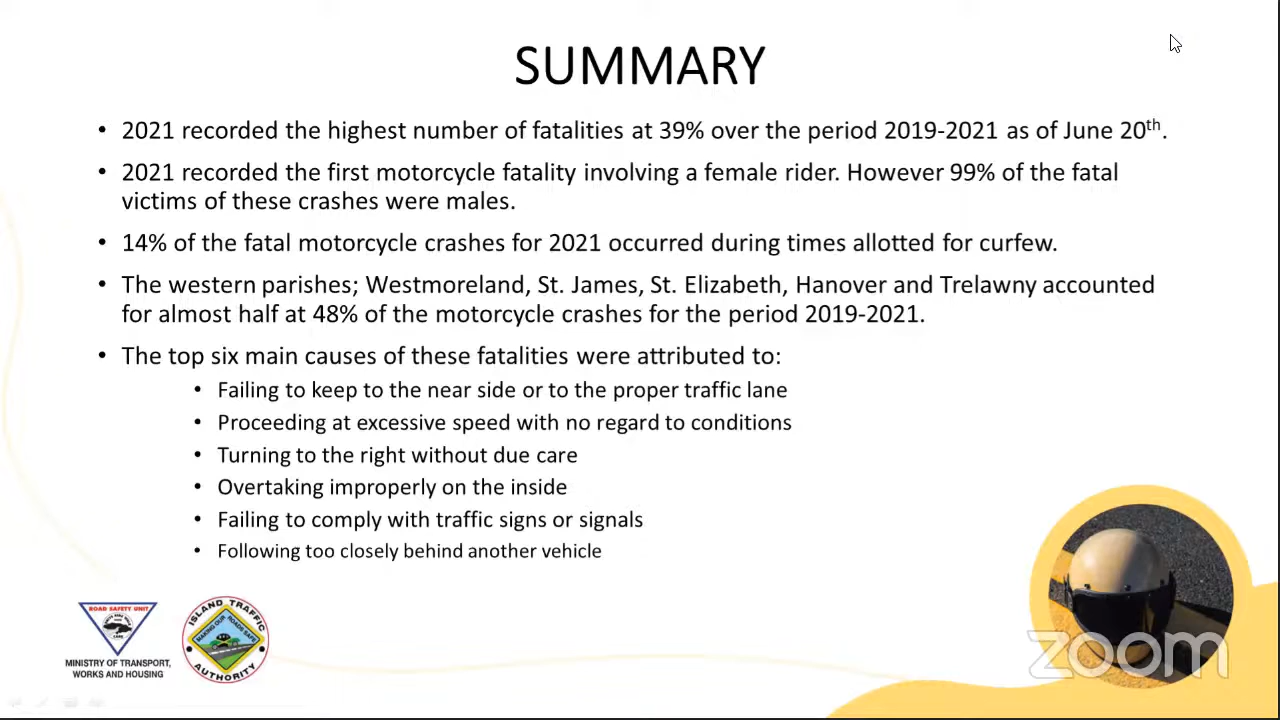 SUMMARY
• 2021 recorded the highest number of fatalities at 39% over the period 2019-2021 as of June 20th.
• 2021 recorded the first motorcycle fatality involving a female rider. However 99% of the fatal
victims of these crashes were males.
• 14% of the fatal motorcycle crashes for 2021 occurred during times allotted for curfew.
• The western parishes; Westmoreland, St. James, St. Elizabeth, Hanover and Trelawny accounted
for almost half at 48% of the motorcycle crashes for the period 2019-2021.
• The top six main causes of these fatalities were attributed to:
• Failing to keep to the near side or to the proper traffic lane
• Proceeding at excessive speed with no regard to conditions
• Turning to the right without due care
• Overtaking improperly on the inside
• Failing to comply with traffic signs or signals
• Following too closely behind another vehicle
ROAD SAFETY UNIT
MINISTRY OF TRANSPORT,
WORKS AND HOUSING
ISLAND TRAFFIC
MAKING OUR ROADS SAFE
AUTHORITY
zoom